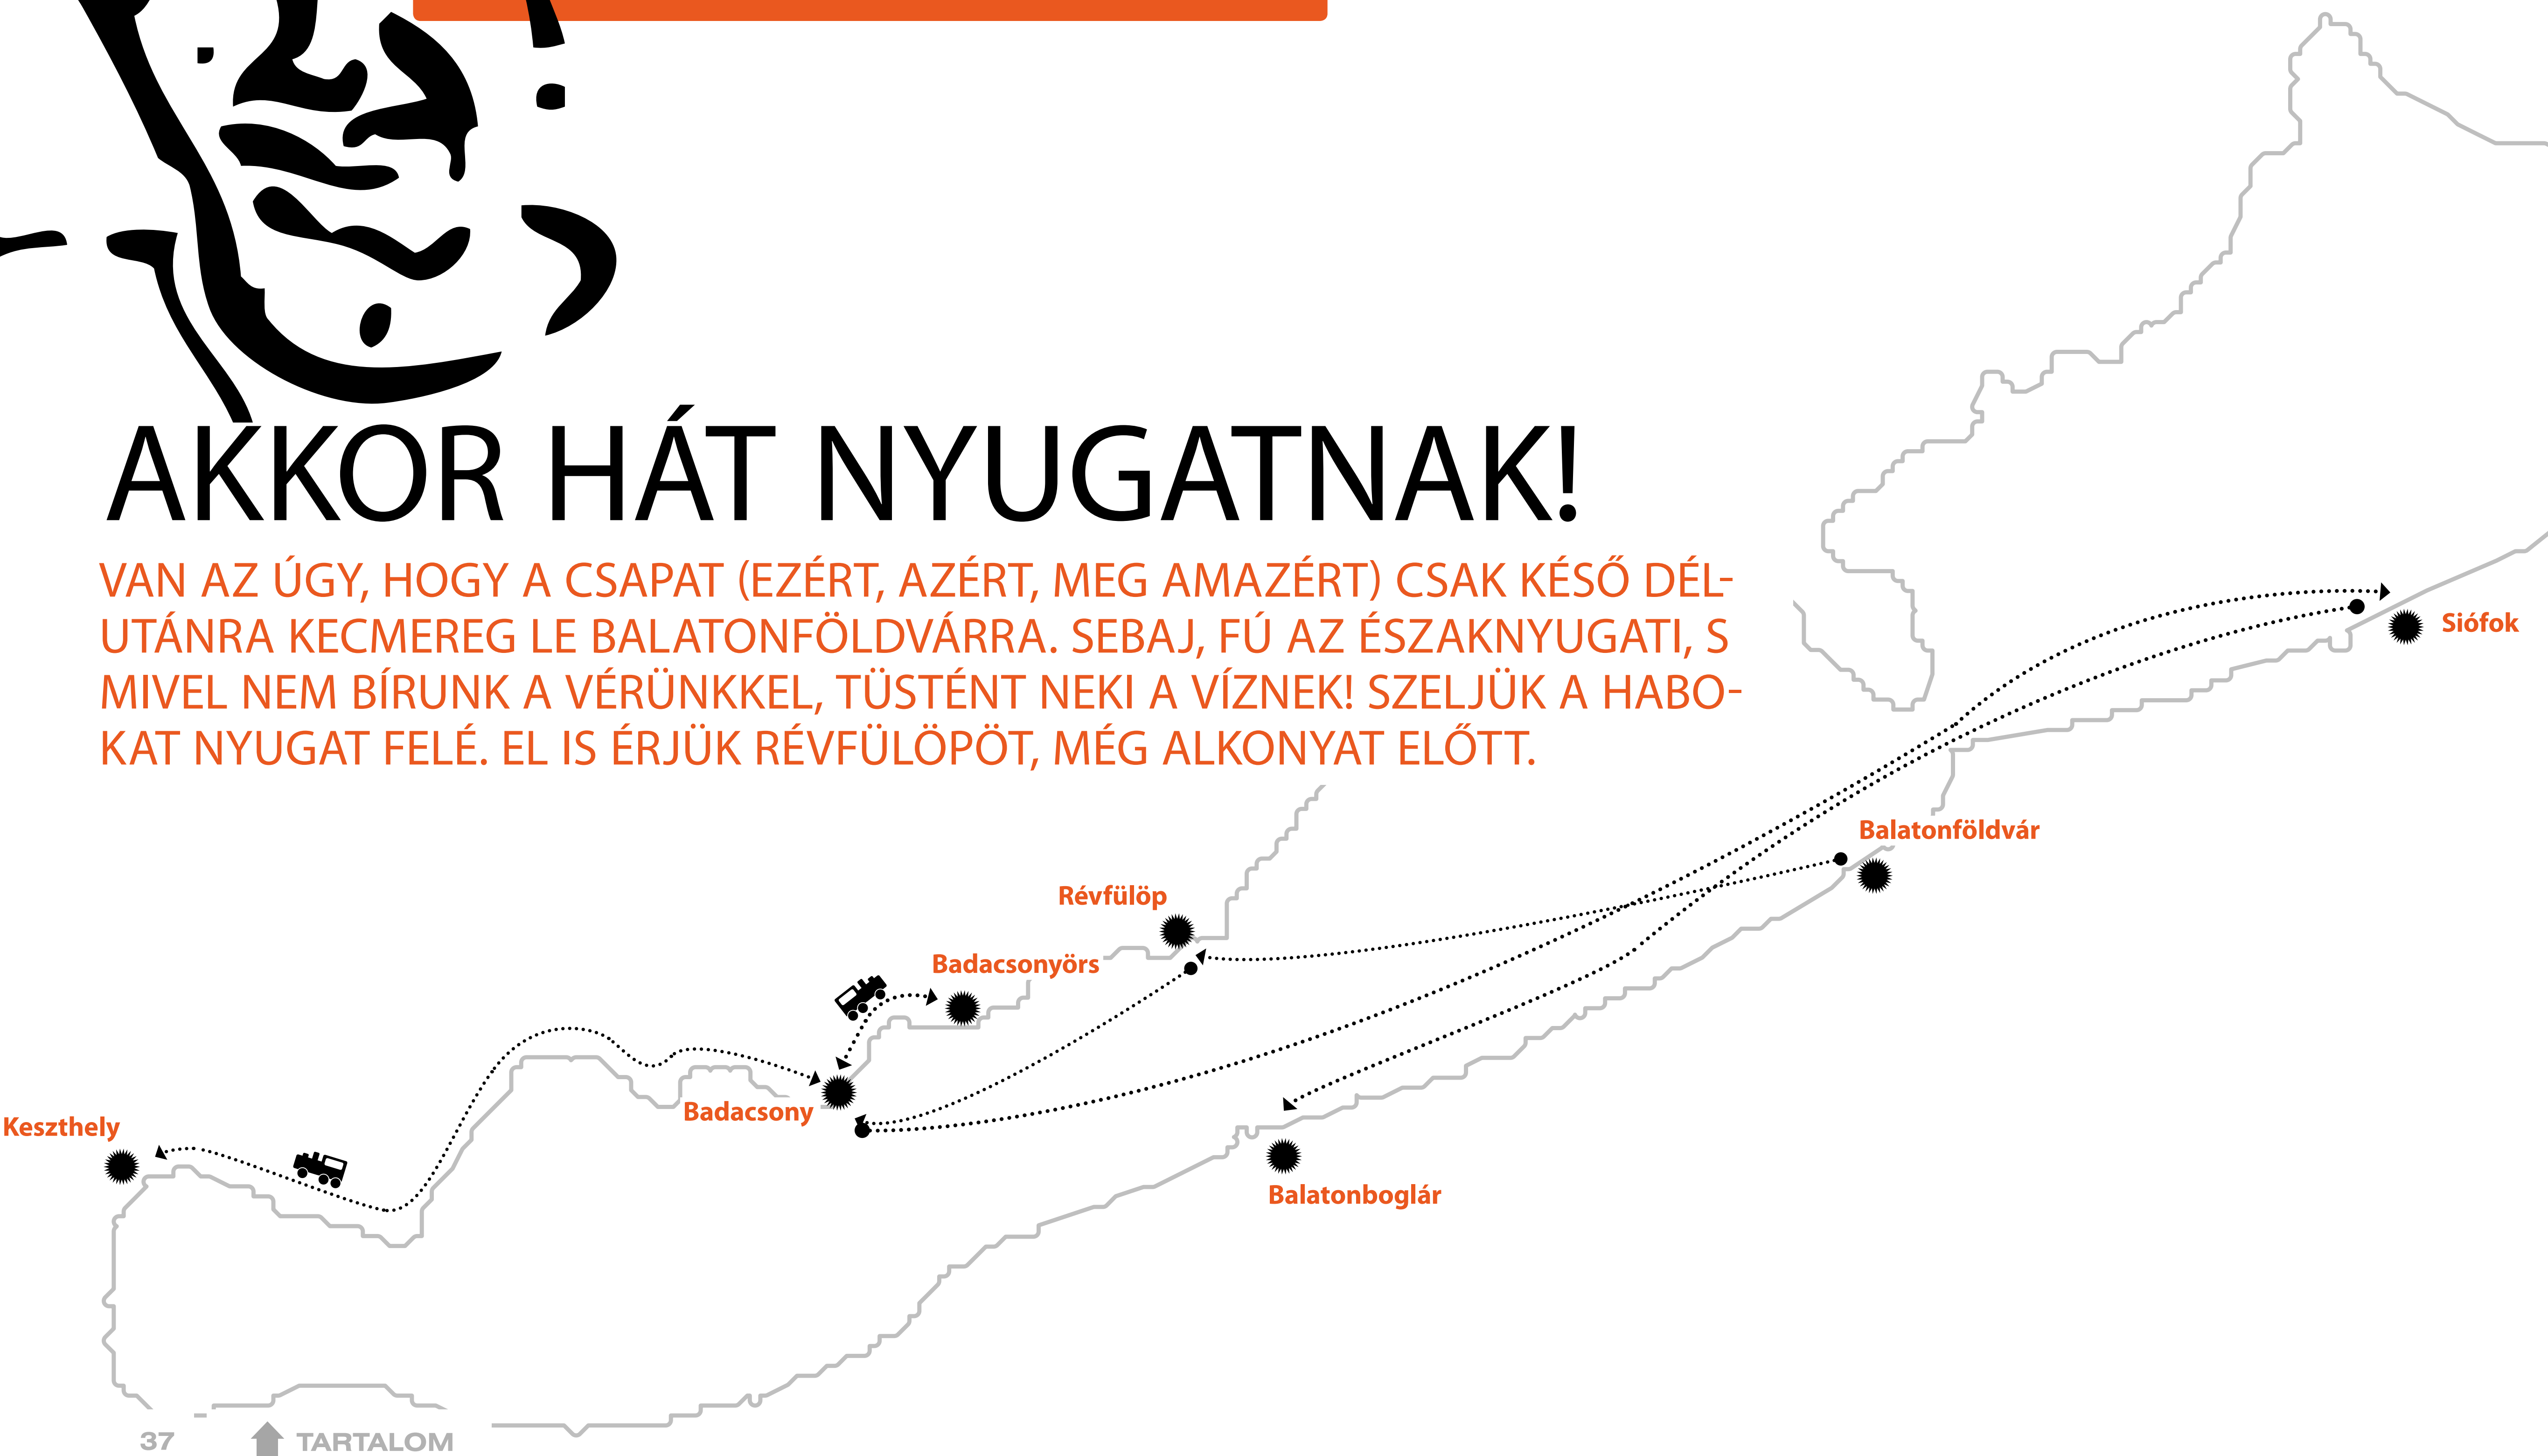 AKKOR HÁT NYUGATNAK!
VAN AZ ÚGY, HOGY A CSAPAT (EZÉRT, AZÉRT, MEG AMAZÉRT) CSAK KÉSŐ DÉL-
UTÁNRA KECMEREG LE BALATONFÖLDVÁRRA. SEBAJ, FÚ AZ ÉSZAKNYUGATI, S
MIVEL NEM BÍRUNK A VÉRÜNKKEL, TÜSTÉNT NEKI A VÍZNEK! SZELJÜK A HABO-
KAT NYUGAT FELÉ. EL IS ÉRJÜK RÉVFÜLÖPÖT, MÉG ALKONYAT ELŐTT.
Siófok
Balatonföldvár
Révfülöp
Badacsonyörs
Badacsony
Keszthely
Balatonboglár
37
TARTALOM